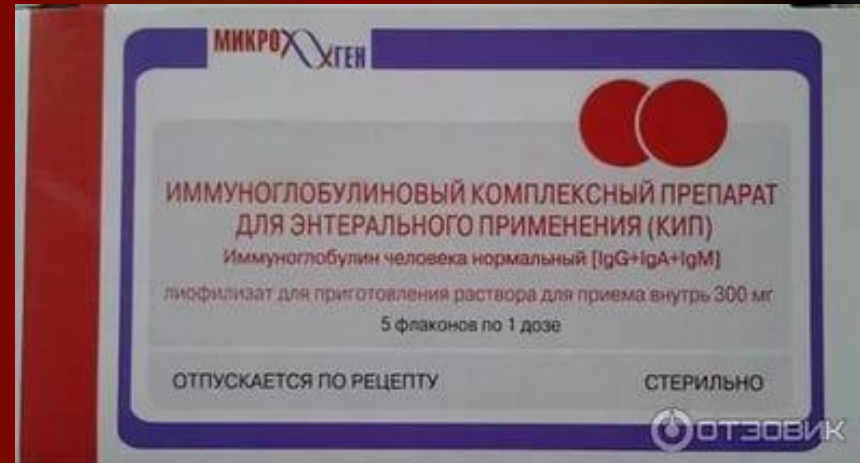 МИКРОГЕН
ИММУНОГЛОБУЛИНОВЫЙ КОМПЛЕКСНЫЙ ПРЕПАРАТ
ДЛЯ ЭНТЕРАЛЬНОГО ПРИМЕНЕНИЯ (КИП)
Иммуноглобулин человека нормальный [IgG+IgA+IgM]
лиофилизат для приготовления раствора для приема внутрь 300 мг
5 флаконов по 1 дозе
ОТПУСКАЕТСЯ ПО РЕЦЕПТУ СТЕРИЛЬНО
ОТЗОВИК